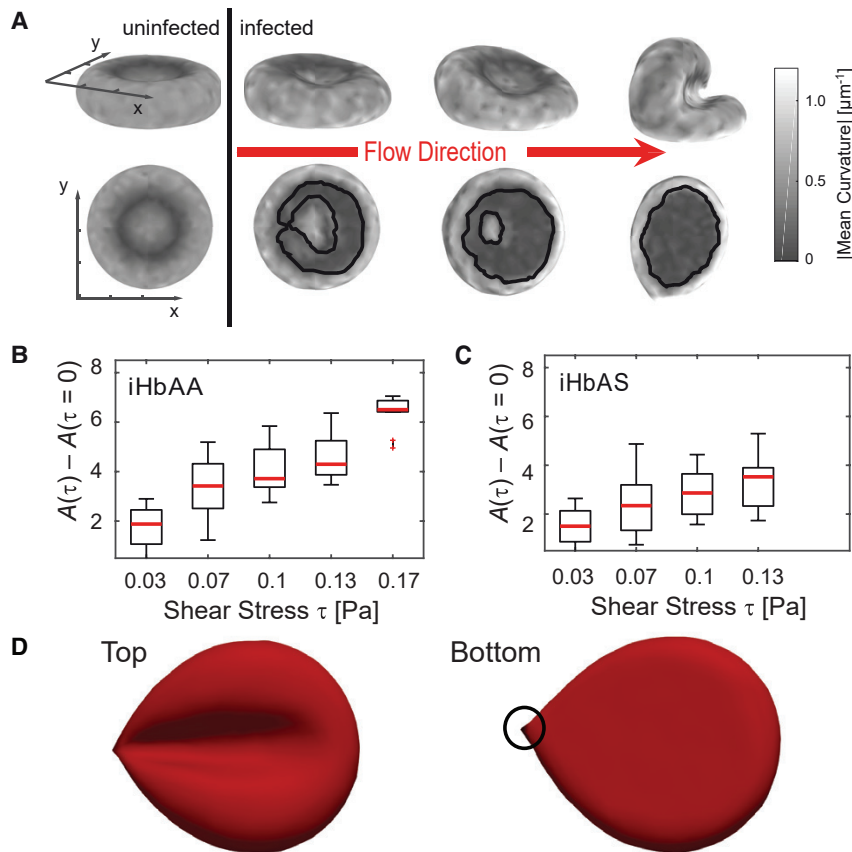 A
uninfected
infected
y
x
Flow Direction
y
x
1.0
0.5
0
|Mean Curvature| [µm⁻¹]
B
iHbAA
8
6
4
2
A(τ) – A(τ = 0)
0.03 0.07 0.1 0.13 0.17
Shear Stress τ [Pa]
C
iHbAS
8
6
4
2
A(τ) – A(τ = 0)
0.03 0.07 0.1 0.13
Shear Stress τ [Pa]
D
Top
Bottom